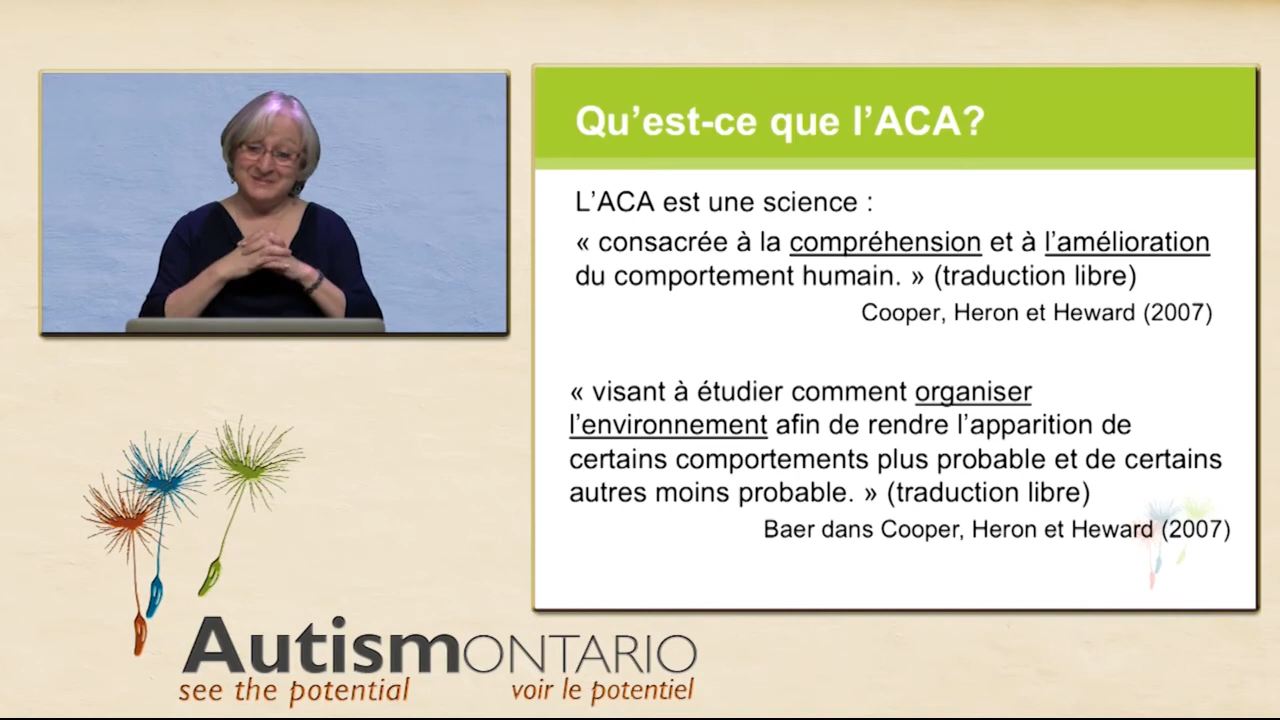 Qu’est-ce que l’ACA?
L’ACA est une science :
« consacrée à la compréhension et à l’amélioration
du comportement humain. » (traduction libre)
Cooper, Heron et Heward (2007)
« visant à étudier comment organiser
l’environnement afin de rendre l’apparition de
certains comportements plus probable et de certains
autres moins probable. » (traduction libre)
Baer dans Cooper, Heron et Heward (2007)
AutismONTARIO
see the potential voir le potentiel